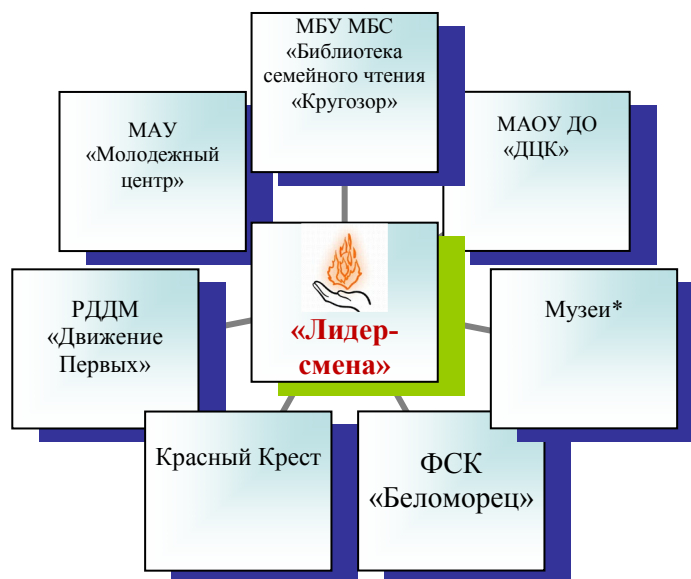 МБУ МБС
«Библиотека
семейного чтения
«Кругозор»
МАУ
«Молодежный
центр»
МАОУ ДО
«ДЦК»
«Лидер-
смена»
РДДМ
«Движение
Первых»
Музеи*
Красный Крест
ФСК
«Беломорец»